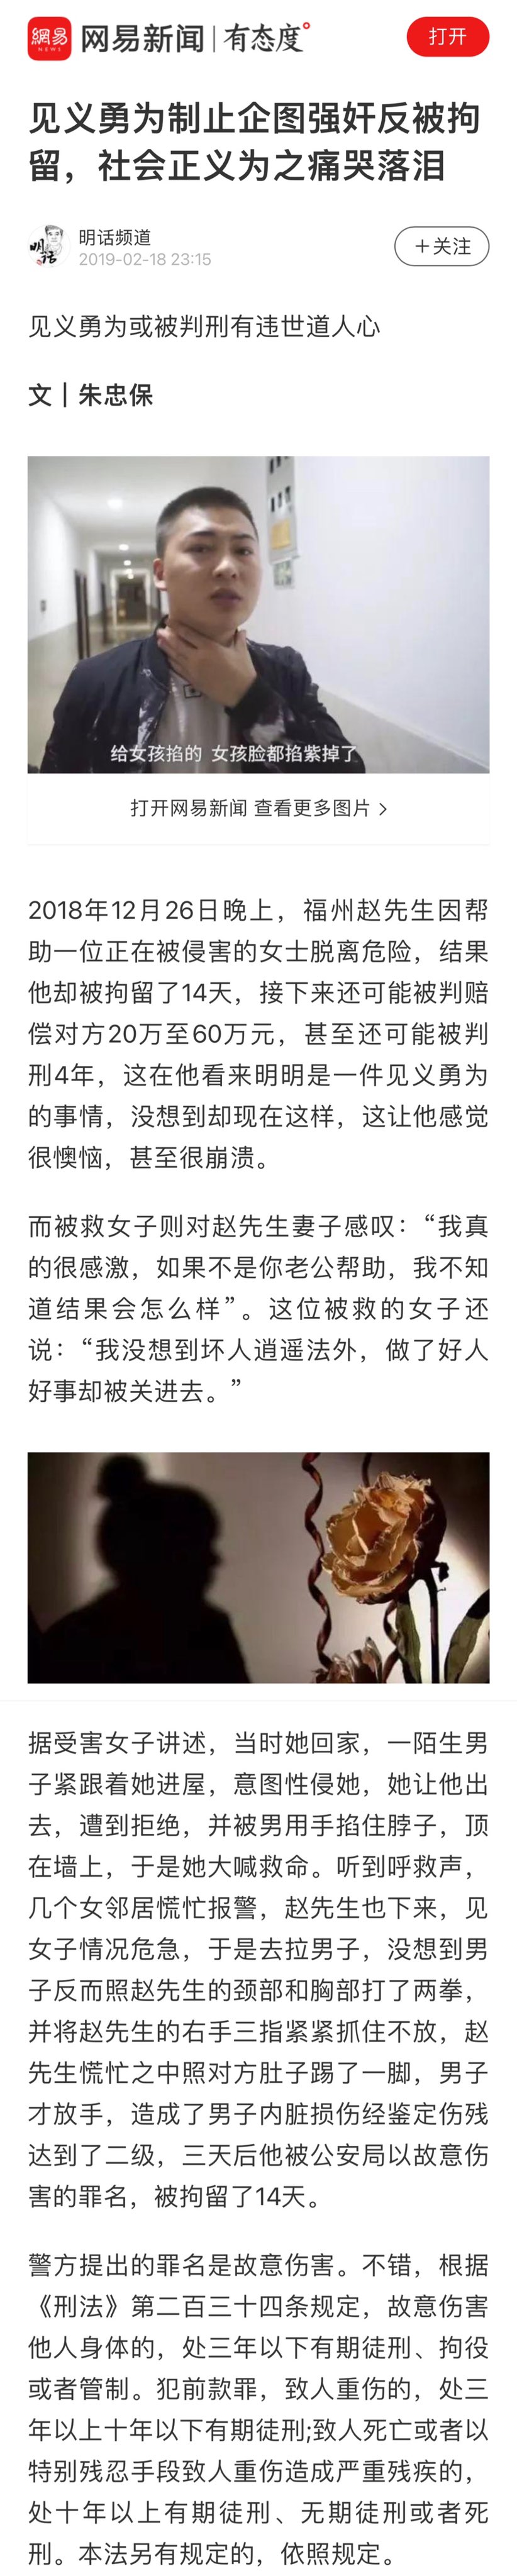 網易
NEWS
网易新闻 | 有态度°
打开
见义勇为制止企图强奸反被拘
留，社会正义为之痛哭落泪
明话
明话频道
2019-02-18 23:15
+关注
见义勇为或被判刑有违世道人心
文 | 朱忠保
给女孩掐的 女孩脸都掐紫掉了
打开网易新闻 查看更多图片 >
2018年12月26日晚上，福州赵先生因帮
助一位正在被侵害的女士脱离危险，结果
他却被拘留了14天，接下来还可能被判赔
偿对方20万至60万元，甚至还可能被判
刑4年，这在他看来明明是一件见义勇为
的事情，没想到却现在这样，这让他感觉
很懊恼，甚至很崩溃。
而被救女子则对赵先生妻子感叹：“我真
的很感激，如果不是你老公帮助，我不知
道结果会怎么样”。这位被救的女子还
说：“我没想到坏人逍遥法外，做了好人
好事却被关进去。”
据受害女子讲述，当时她回家，一陌生男
子紧跟着她进屋，意图性侵她，她让他出
去，遭到拒绝，并被男用手掐住脖子，顶
在墙上，于是她大喊救命。听到呼救声，
几个女邻居慌忙报警，赵先生也下来，见
女子情况危急，于是去拉男子，没想到男
子反而照赵先生的颈部和胸部打了两拳，
并将赵先生的右手三指紧紧抓住不放，赵
先生慌忙之中照对方肚子踢了一脚，男子
才放手，造成了男子内脏损伤经鉴定伤残
达到了二级，三天后他被公安局以故意伤
害的罪名，被拘留了14天。
警方提出的罪名是故意伤害。不错，根据
《刑法》第二百三十四条规定，故意伤害
他人身体的，处三年以下有期徒刑、拘役
或者管制。犯前款罪，致人重伤的，处三
年以上十年以下有期徒刑;致人死亡或者以
特别残忍手段致人重伤造成严重残疾的，
处十年以上有期徒刑、无期徒刑或者死
刑。本法另有规定的，依照规定。